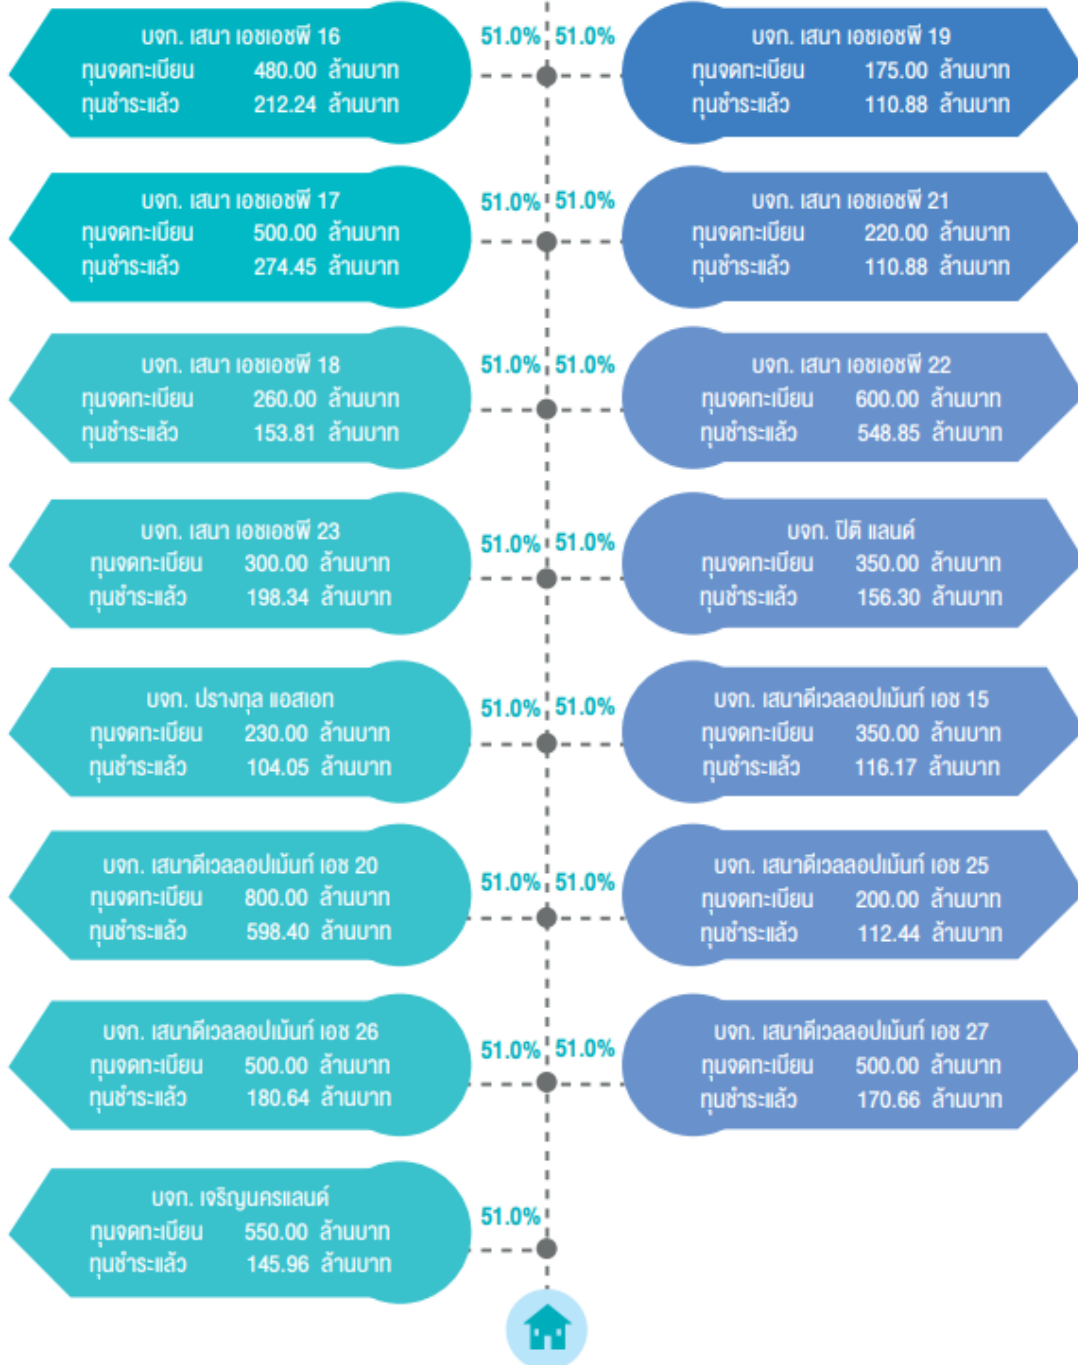 บจก. เสนา เอชเอชพี 16
ทุนจดทะเบียน 480.00 ล้านบาท
ทุนชำระแล้ว 212.24 ล้านบาท
51.0% 51.0%
บจก. เสนา เอชเอชพี 19
ทุนจดทะเบียน 175.00 ล้านบาท
ทุนชำระแล้ว 110.88 ล้านบาท
บจก. เสนา เอชเอชพี 17
ทุนจดทะเบียน 500.00 ล้านบาท
ทุนชำระแล้ว 274.45 ล้านบาท
51.0% 51.0%
บจก. เสนา เอชเอชพี 21
ทุนจดทะเบียน 220.00 ล้านบาท
ทุนชำระแล้ว 110.88 ล้านบาท
บจก. เสนา เอชเอชพี 18
ทุนจดทะเบียน 260.00 ล้านบาท
ทุนชำระแล้ว 153.81 ล้านบาท
51.0% 51.0%
บจก. เสนา เอชเอชพี 22
ทุนจดทะเบียน 600.00 ล้านบาท
ทุนชำระแล้ว 548.85 ล้านบาท
บจก. เสนา เอชเอชพี 23
ทุนจดทะเบียน 300.00 ล้านบาท
ทุนชำระแล้ว 198.34 ล้านบาท
51.0% 51.0%
บจก. ปิติ แลนด์
ทุนจดทะเบียน 350.00 ล้านบาท
ทุนชำระแล้ว 156.30 ล้านบาท
บจก. ปรางกุล แอสเอท
ทุนจดทะเบียน 230.00 ล้านบาท
ทุนชำระแล้ว 104.05 ล้านบาท
51.0% 51.0%
บจก. เสนาดีเวลลอปเม้นท์ เอช 15
ทุนจดทะเบียน 350.00 ล้านบาท
ทุนชำระแล้ว 116.17 ล้านบาท
บจก. เสนาดีเวลลอปเม้นท์ เอช 20
ทุนจดทะเบียน 800.00 ล้านบาท
ทุนชำระแล้ว 598.40 ล้านบาท
51.0% 51.0%
บจก. เสนาดีเวลลอปเม้นท์ เอช 25
ทุนจดทะเบียน 200.00 ล้านบาท
ทุนชำระแล้ว 112.44 ล้านบาท
บจก. เสนาดีเวลลอปเม้นท์ เอช 26
ทุนจดทะเบียน 500.00 ล้านบาท
ทุนชำระแล้ว 180.64 ล้านบาท
51.0% 51.0%
บจก. เสนาดีเวลลอปเม้นท์ เอช 27
ทุนจดทะเบียน 500.00 ล้านบาท
ทุนชำระแล้ว 170.66 ล้านบาท
บจก. เจริญนครแลนด์
ทุนจดทะเบียน 550.00 ล้านบาท
ทุนชำระแล้ว 145.96 ล้านบาท
51.0%